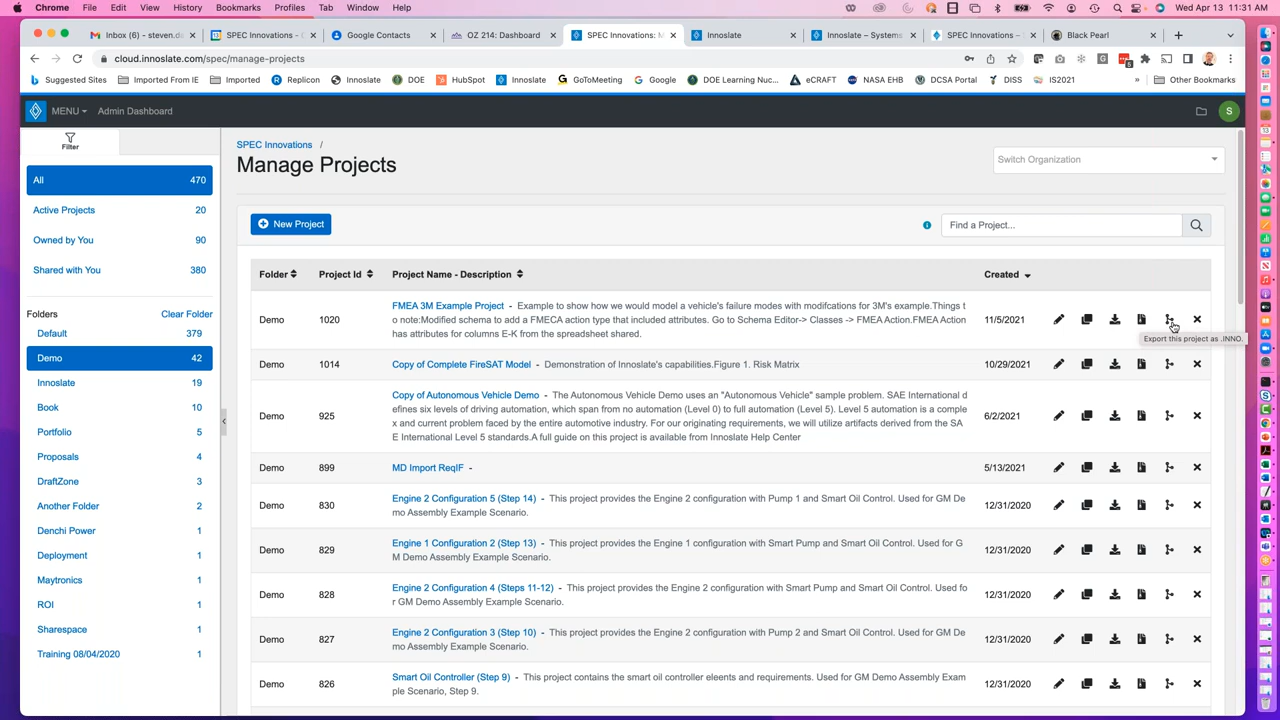 Chrome File Edit View History Bookmarks Profiles Tab Window Help Wed Apr 13 11:31 AM
Inbox (6) - steven.da SPEC Innovations - C Google Contacts OZ 214: Dashboard SPEC Innovations: M Innoslate Innoslate – Systems SPEC Innovations – S Black Pearl
cloud.innoslate.com/spec/manage-projects
Suggested Sites Imported From IE Imported Replicon Innoslate DOE HubSpot Innoslate GoToMeeting Google DOE Learning Nuc... eCRAFT NASA EHB DCSA Portal DISS IS2021 » Other Bookmarks
MENU Admin Dashboard S
Filter
All 470
Active Projects 20
Owned by You 90
Shared with You 380
Folders Clear Folder
Default 379
Demo 42
Innoslate 19
Book 10
Portfolio 5
Proposals 4
DraftZone 3
Another Folder 2
Denchi Power 1
Deployment 1
Maytronics 1
ROI 1
Sharespace 1
Training 08/04/2020 1
SPEC Innovations /
Manage Projects
Switch Organization
New Project
Find a Project...
Folder Project Id Project Name - Description Created
Demo 1020 FMEA 3M Example Project - Example to show how we would model a vehicle's failure modes with modifcations for 3M's example.Things t
o note:Modified schema to add a FMECA action type that included attributes. Go to Schema Editor-> Classes -> FMEA Action.FMEA Action
has attributes for columns E-K from the spreadsheet shared.
11/5/2021
Export this project as .INNO.
Demo 1014 Copy of Complete FireSAT Model - Demonstration of Innoslate's capabilities.Figure 1. Risk Matrix 10/29/2021
Demo 925 Copy of Autonomous Vehicle Demo - The Autonomous Vehicle Demo uses an "Autonomous Vehicle" sample problem. SAE International d
efines six levels of driving automation, which span from no automation (Level 0) to full automation (Level 5). Level 5 automation is a comple
x and current problem faced by the entire automotive industry. For our originating requirements, we will utilize artifacts derived from the SA
E International Level 5 standards.A full guide on this project is available from Innoslate Help Center
6/2/2021
Demo 899 MD Import ReqIF - 5/13/2021
Demo 830 Engine 2 Configuration 5 (Step 14) - This project provides the Engine 2 configuration with Pump 1 and Smart Oil Control. Used for GM De
mo Assembly Example Scenario.
12/31/2020
Demo 829 Engine 1 Configuration 2 (Step 13) - This project provides the Engine 1 configuration with Smart Pump and Smart Oil Control. Used for G
M Demo Assembly Example Scenario.
12/31/2020
Demo 828 Engine 2 Configuration 4 (Steps 11-12) - This project provides the Engine 2 configuration with Smart Pump and Smart Oil Control. Used fo
r GM Demo Assembly Example Scenario.
12/31/2020
Demo 827 Engine 2 Configuration 3 (Step 10) - This project provides the Engine 2 configuration with Pump 2 and Smart Oil Control. Used for GM De
mo Assembly Example Scenario.
12/31/2020
Demo 826 Smart Oil Controller (Step 9) - This project contains the smart oil controller eleents and requirements. Used for GM Demo Assembly Exam
ple Scenario, Step 9.
12/31/2020